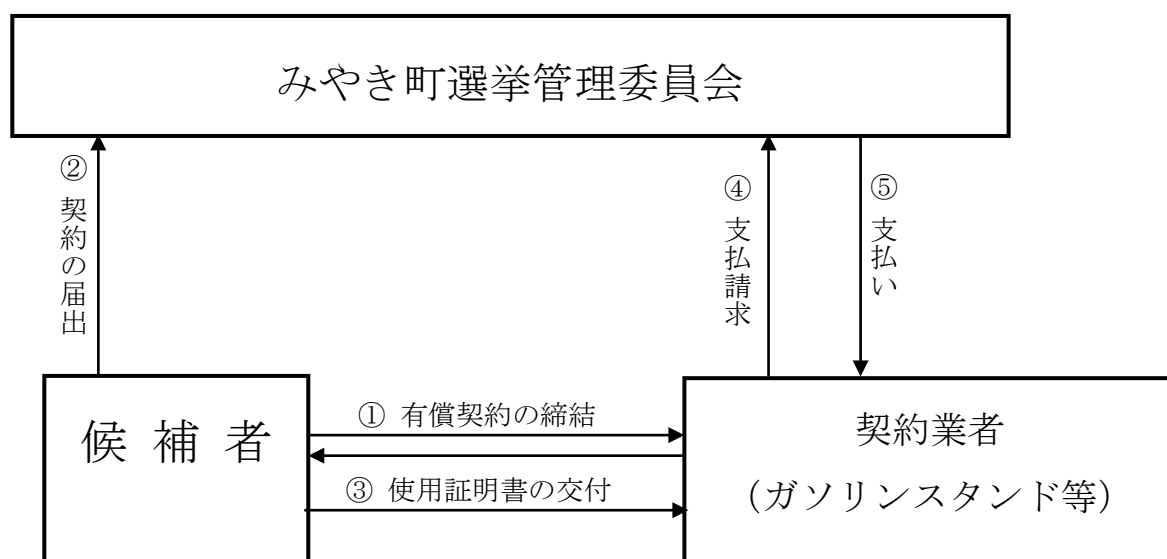 みやき町選挙管理委員会
② 契約の届出
④ 支払請求
⑤ 支払い
候 補 者
① 有償契約の締結
③ 使用証明書の交付
契約業者
（ガソリンスタンド等）